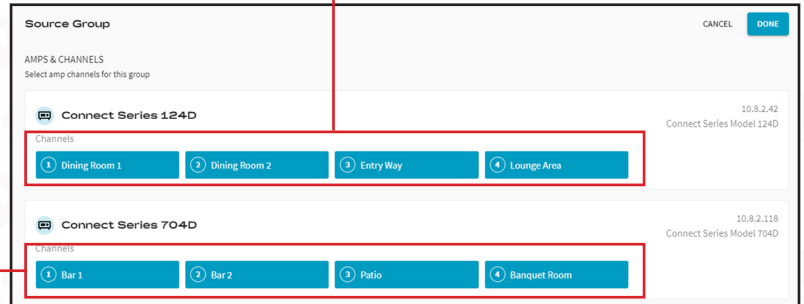 Source Group
CANCEL DONE
AMPS & CHANNELS
Select amp channels for this group
Connect Series 124D
10.8.2.42
Connect Series Model 124D
Channels
1 Dining Room 1 2 Dining Room 2 3 Entry Way 4 Lounge Area
Connect Series 704D
10.8.2.118
Connect Series Model 704D
Channels
1 Bar 1 2 Bar 2 3 Patio 4 Banquet Room